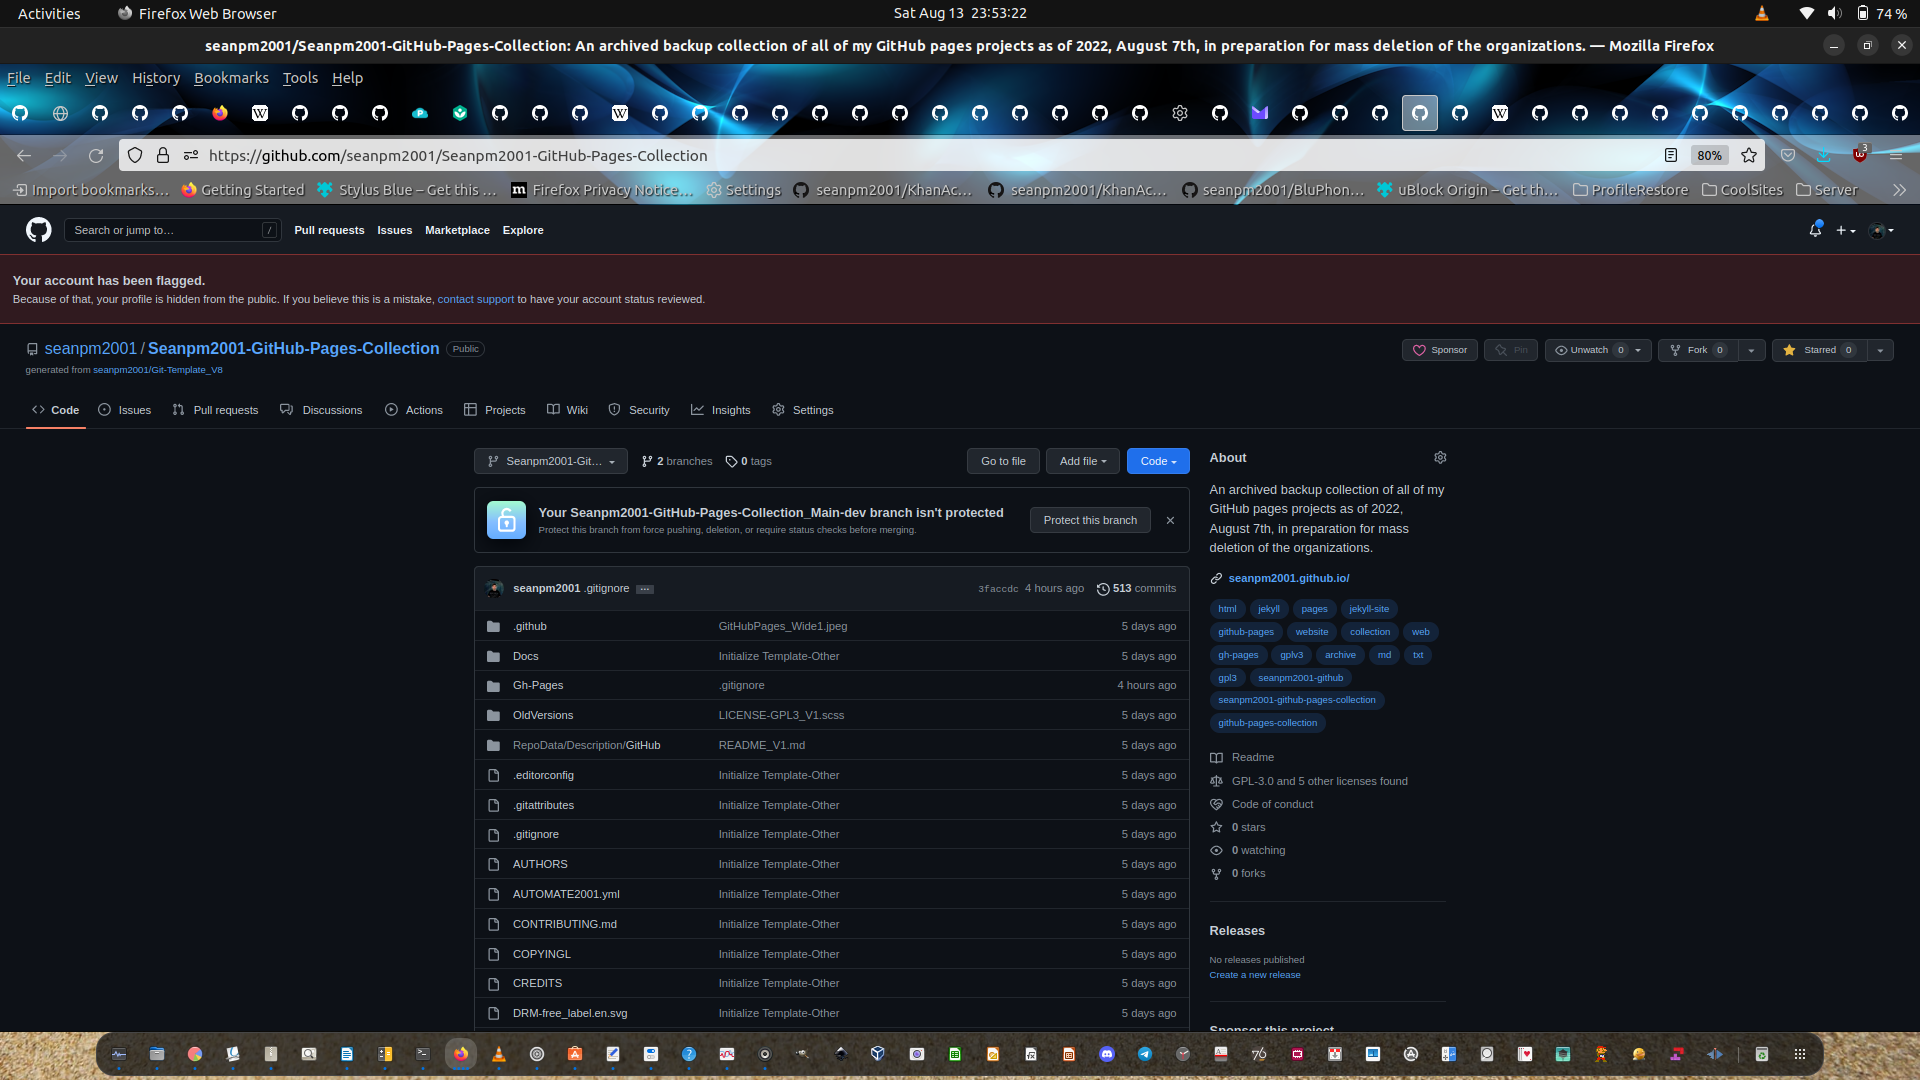 Activities Firefox Web Browser Sat Aug 13 23:53:22 74 %
seanpm2001/Seanpm2001-GitHub-Pages-Collection: An archived backup collection of all of my GitHub pages projects as of 2022, August 7th, in preparation for mass deletion of the organizations. — Mozilla Firefox
File Edit View History Bookmarks Tools Help
https://github.com/seanpm2001/Seanpm2001-GitHub-Pages-Collection 80% 3
Import bookmarks… Getting Started Stylus Blue – Get this … Firefox Privacy Notice… Settings seanpm2001/KhanAc… seanpm2001/KhanAc… seanpm2001/BluPhon… uBlock Origin – Get th… ProfileRestore CoolSites Server
Search or jump to… / Pull requests Issues Marketplace Explore
Your account has been flagged.
Because of that, your profile is hidden from the public. If you believe this is a mistake, contact support to have your account status reviewed.
seanpm2001 / Seanpm2001-GitHub-Pages-Collection Public Sponsor Pin Unwatch 0 Fork 0 Starred 0
generated from seanpm2001/Git-Template_V8
Code Issues Pull requests Discussions Actions Projects Wiki Security Insights Settings
Seanpm2001-Git… 2 branches 0 tags Go to file Add file Code
Your Seanpm2001-GitHub-Pages-Collection_Main-dev branch isn't protected
Protect this branch from force pushing, deletion, or require status checks before merging.
Protect this branch
seanpm2001 .gitignore … 3faccdc 4 hours ago 513 commits
.github GitHubPages_Wide1.jpeg 5 days ago
Docs Initialize Template-Other 5 days ago
Gh-Pages .gitignore 4 hours ago
OldVersions LICENSE-GPL3_V1.scss 5 days ago
RepoData/Description/GitHub README_V1.md 5 days ago
.editorconfig Initialize Template-Other 5 days ago
.gitattributes Initialize Template-Other 5 days ago
.gitignore Initialize Template-Other 5 days ago
AUTHORS Initialize Template-Other 5 days ago
AUTOMATE2001.yml Initialize Template-Other 5 days ago
CONTRIBUTING.md Initialize Template-Other 5 days ago
COPYINGL Initialize Template-Other 5 days ago
CREDITS Initialize Template-Other 5 days ago
DRM-free_label.en.svg Initialize Template-Other 5 days ago
About
An archived backup collection of all of my
GitHub pages projects as of 2022,
August 7th, in preparation for mass
deletion of the organizations.
seanpm2001.github.io/
html jekyll pages jekyll-site
github-pages website collection web
gh-pages gplv3 archive md txt
gpl3 seanpm2001-github
seanpm2001-github-pages-collection
github-pages-collection
Readme
GPL-3.0 and 5 other licenses found
Code of conduct
0 stars
0 watching
0 forks
Releases
No releases published
Create a new release
Sponsor this project